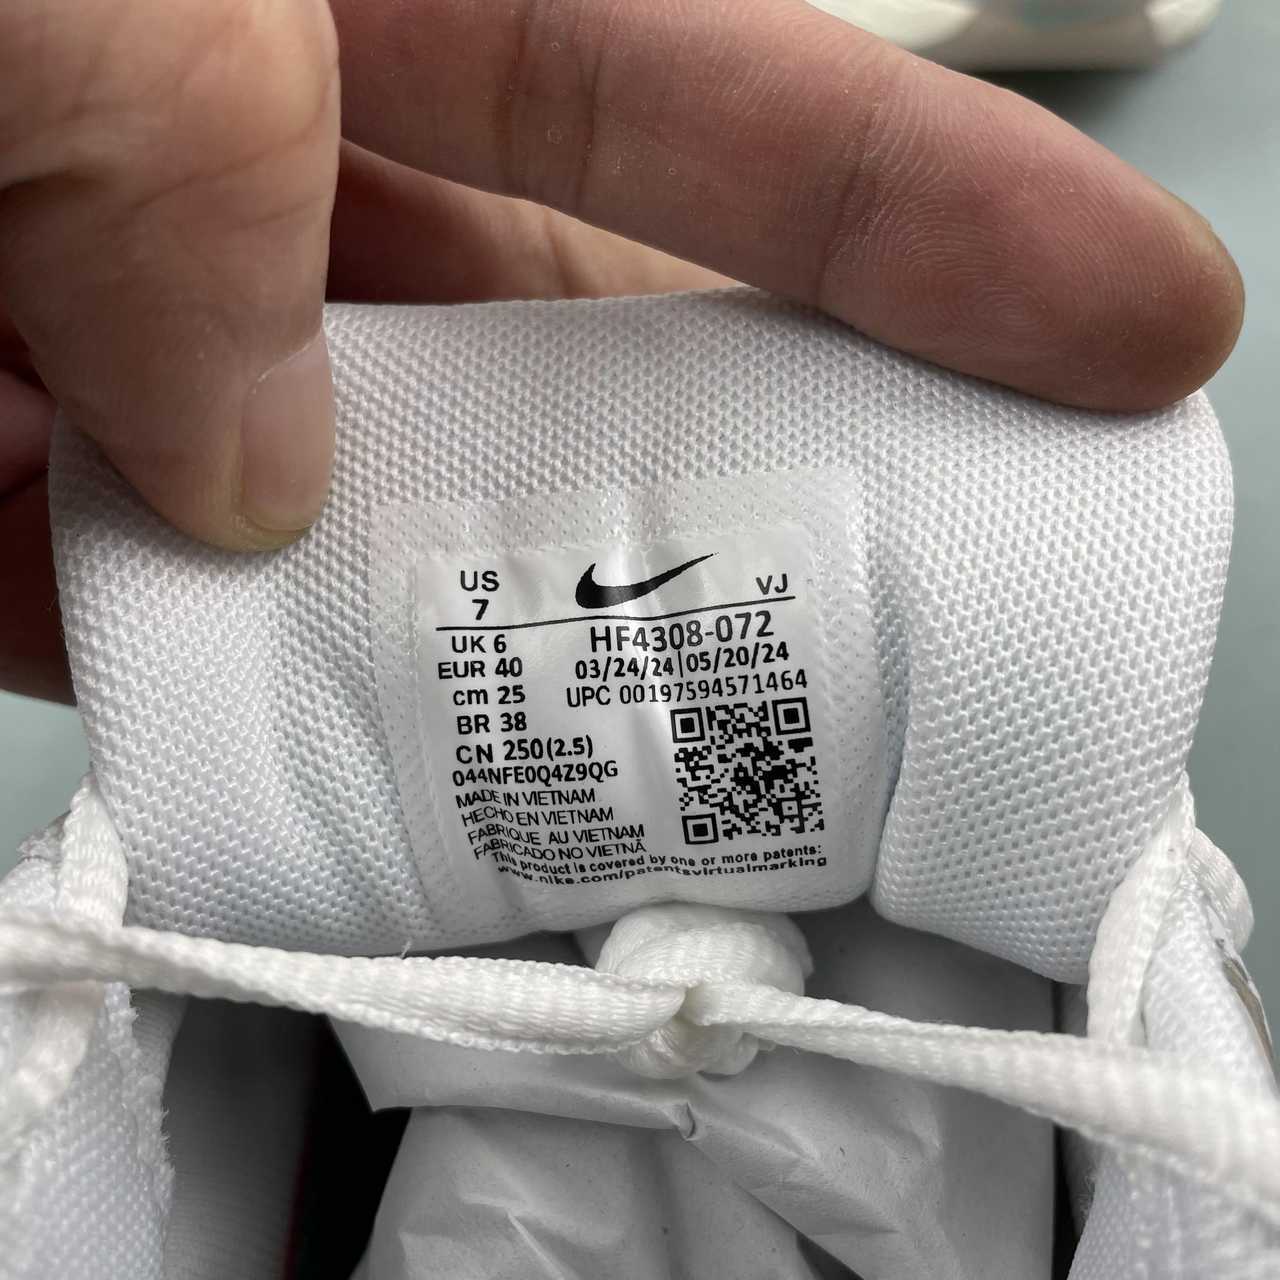 US
7
VJ
UK 6
HF4308-072
EUR 40
03/24/24|05/20/24
cm 25
UPC 00197594571464
BR 38
CN 250(2.5)
044NFE0Q4Z9QG
MADE IN VIETNAM
HECHO EN VIETNAM
FABRIQUE AU VIETNAM
FABRICADO NO VIETNÃ
This product is covered by one or more patents:
www.nike.com/patentsvirtualmarking